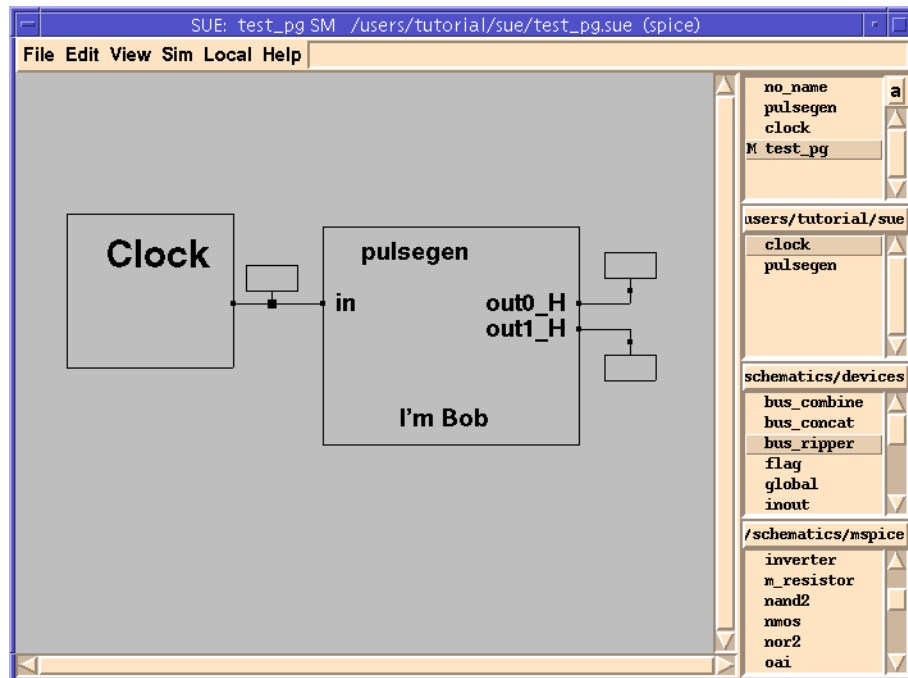 SUE: test_pg SM /users/tutorial/sue/test_pg.sue (spice)
File Edit View Sim Local Help
Clock
pulsegen
in
out0_H
out1_H
I'm Bob
no_name
a
pulsegen
clock
M test_pg
users/tutorial/sue
clock
pulsegen
schematics/devices
bus_combine
bus_concat
bus_ripper
flag
global
inout
/schematics/mspice
inverter
m_resistor
nand2
nmos
nor2
oai